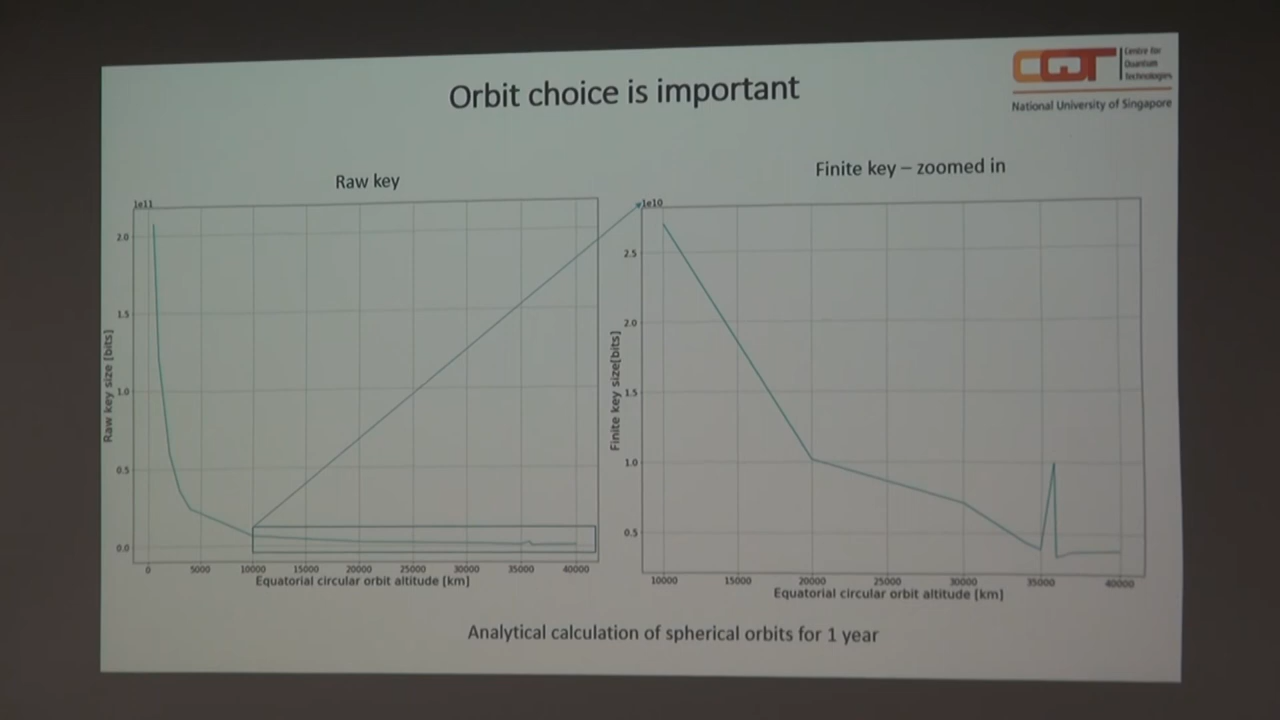 Orbit choice is important
CQT
Centre for
Quantum
Technologies
National University of Singapore
Raw key
1e11
2.0
1.5
1.0
0.5
0.0
Raw key size [bits]
0 5000 10000 15000 20000 25000 30000 35000 40000
Equatorial circular orbit altitude [km]
Finite key – zoomed in
1e10
2.5
2.0
1.5
1.0
0.5
Finite key size[bits]
10000 15000 20000 25000 30000 35000 40000
Equatorial circular orbit altitude [km]
Analytical calculation of spherical orbits for 1 year